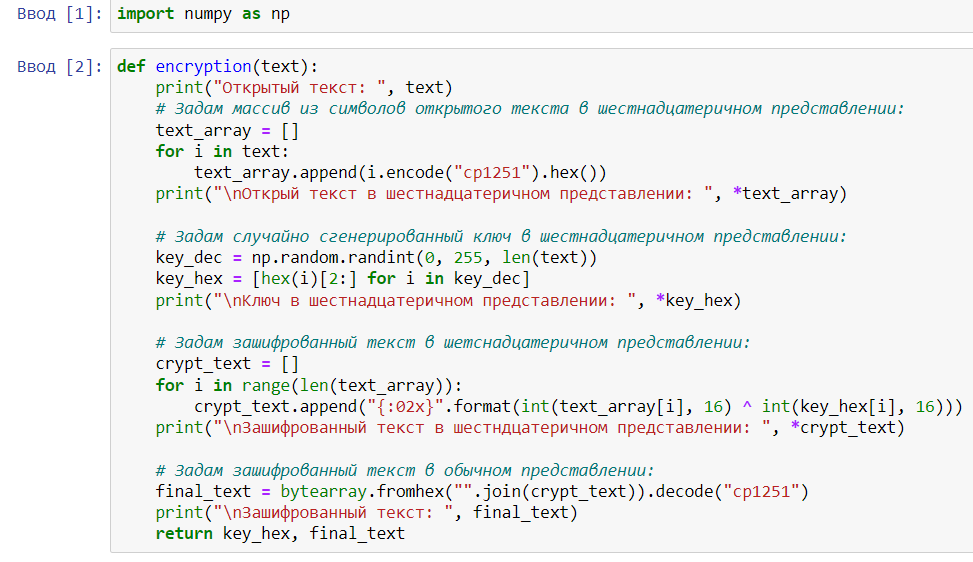 Ввод [1]: import numpy as np
Ввод [2]: def encryption(text):
    print("Открытый текст: ", text)
    # Задам массив из символов открытого текста в шестнадцатеричном представлении:
    text_array = []
    for i in text:
        text_array.append(i.encode("cp1251").hex())
    print("\nОткрый текст в шестнадцатеричном представлении: ", *text_array)

    # Задам случайно сгенерированный ключ в шестнадцатеричном представлении:
    key_dec = np.random.randint(0, 255, len(text))
    key_hex = [hex(i)[2:] for i in key_dec]
    print("\nКлюч в шестнадцатеричном представлении: ", *key_hex)

    # Задам зашифрованный текст в шетснадцатеричном представлении:
    crypt_text = []
    for i in range(len(text_array)):
        crypt_text.append("{:02x}".format(int(text_array[i], 16) ^ int(key_hex[i], 16)))
    print("\nЗашифрованный текст в шестндцатеричном представлении: ", *crypt_text)

    # Задам зашифрованный текст в обычном представлении:
    final_text = bytearray.fromhex("".join(crypt_text)).decode("cp1251")
    print("\nЗашифрованный текст: ", final_text)
    return key_hex, final_text